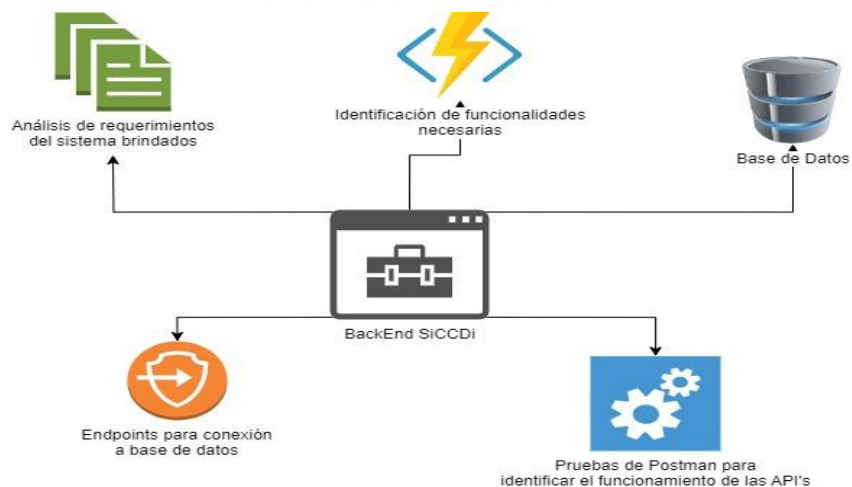 Análisis de requerimientos
del sistema brindados
Identificación de funcionalidades
necesarias
Base de Datos
BackEnd SiCCDi
Endpoints para conexión
a base de datos
Pruebas de Postman para
identificar el funcionamiento de las API's